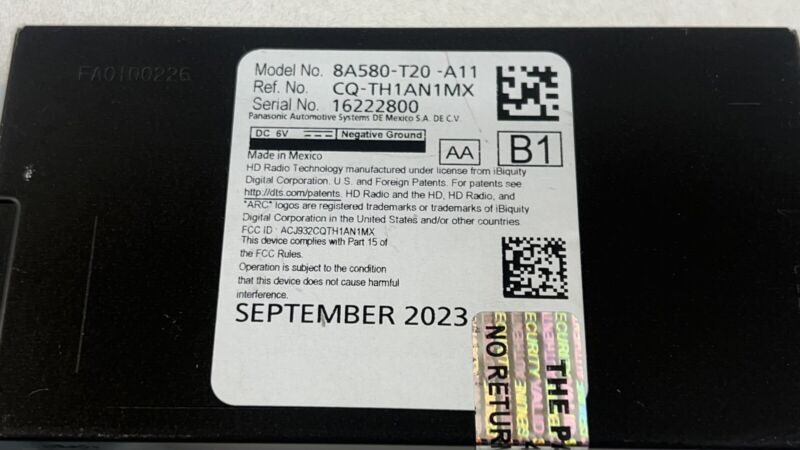 FA01D0226
Model No. 8A580-T20 -A11
Ref. No. CQ-TH1AN1MX
Serial No. 16222800
Panasonic Automotive Systems DE Mexico S.A. DE C.V.
DC 6V Negative Ground
AA B1
Made in Mexico
HD Radio Technology manufactured under license from iBiquity
Digital Corporation. U.S. and Foreign Patents. For patents see
http://dts.com/patents. HD Radio and the HD, HD Radio, and
"ARC" logos are registered trademarks or trademarks of iBiquity
Digital Corporation in the United States and/or other countries.
FCC ID : ACJ932CQTH1AN1MX
This device complies with Part 15 of
the FCC Rules.
Operation is subject to the condition
that this device does not cause harmful
interference.
SEPTEMBER 2023
THE P
NO RETUR
SECURITY VALID
GENUINE